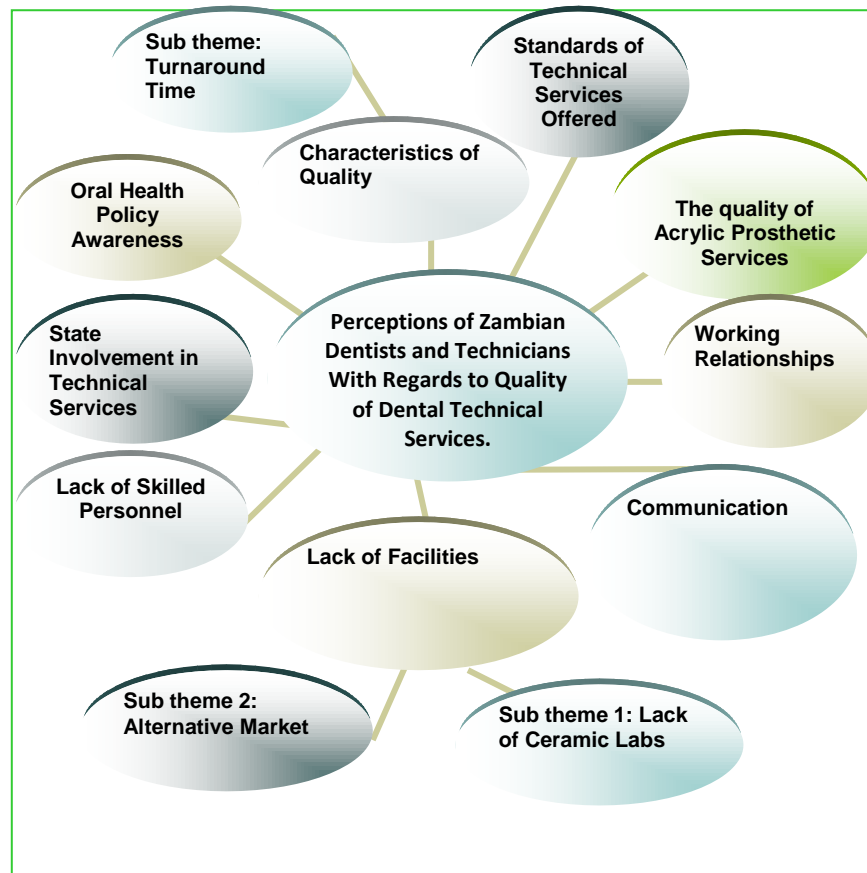 Sub theme:
Turnaround
Time
Standards of
Technical
Services
Offered
Characteristics of
Quality
Oral Health
Policy
Awareness
The quality of
Acrylic Prosthetic
Services
State
Involvement in
Technical
Services
Perceptions of Zambian
Dentists and Technicians
With Regards to Quality
of Dental Technical
Services.
Working
Relationships
Lack of Skilled
Personnel
Communication
Lack of Facilities
Sub theme 2:
Alternative Market
Sub theme 1: Lack
of Ceramic Labs